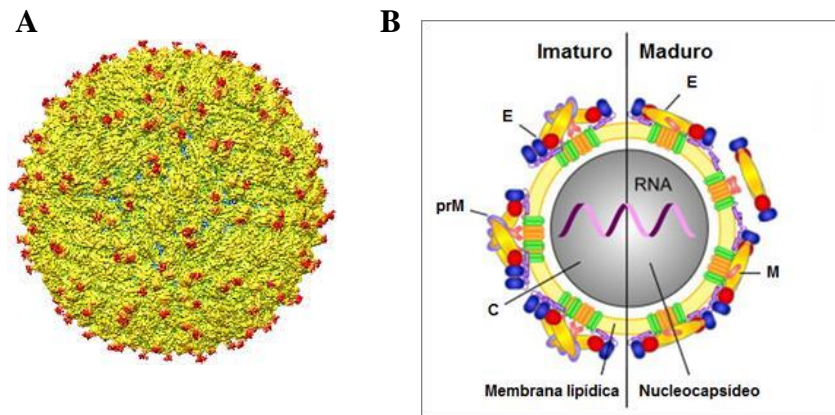 A
B
Imaturo
Maduro
E
E
RNA
prM
M
C
Membrana lipídica
Nucleocapsídeo